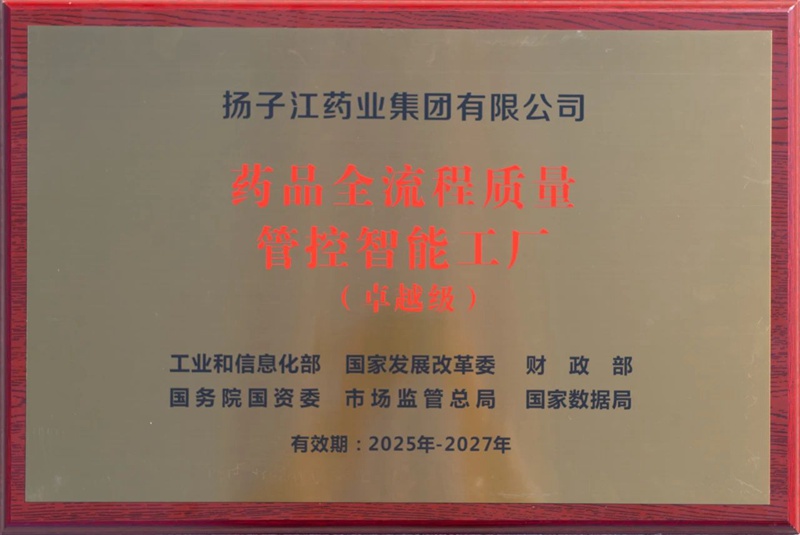 扬子江药业集团有限公司
药品全流程质量
管控智能工厂
（卓越级）
工业和信息化部 国家发展改革委 财政部
国务院国资委 市场监管总局 国家数据局
有效期：2025年-2027年